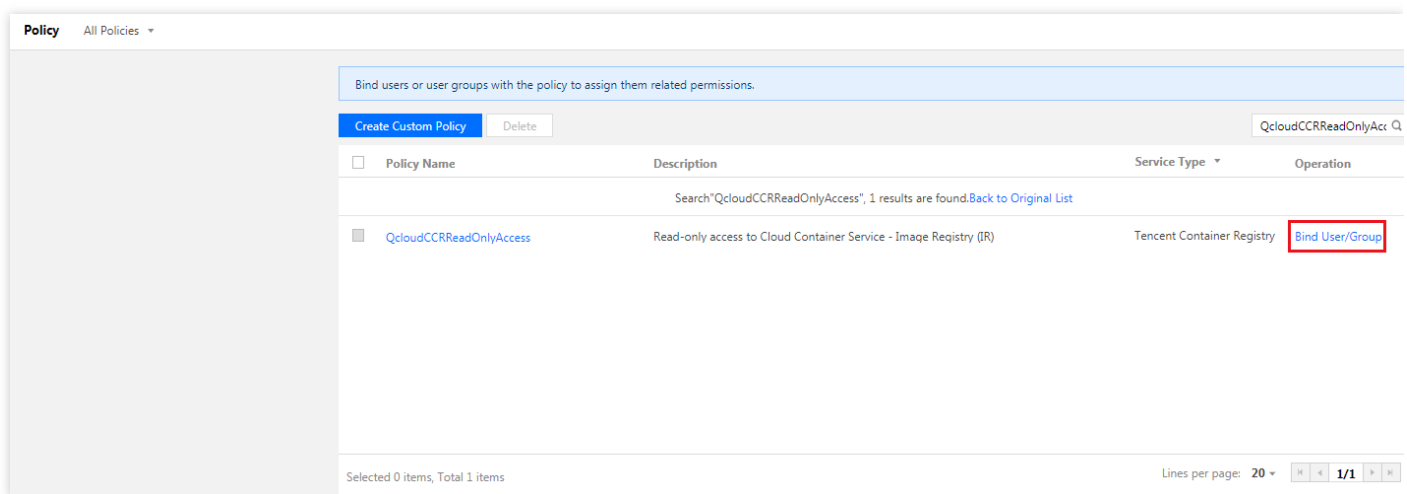 Policy All Policies
Bind users or user groups with the policy to assign them related permissions.
Create Custom Policy Delete QcloudCCRReadOnlyAcc
Policy Name Description Service Type Operation
Search"QcloudCCRReadOnlyAccess", 1 results are found.Back to Original List
QcloudCCRReadOnlyAccess Read-only access to Cloud Container Service - Image Registry (IR) Tencent Container Registry Bind User/Group
Selected 0 items, Total 1 items Lines per page: 20 1/1